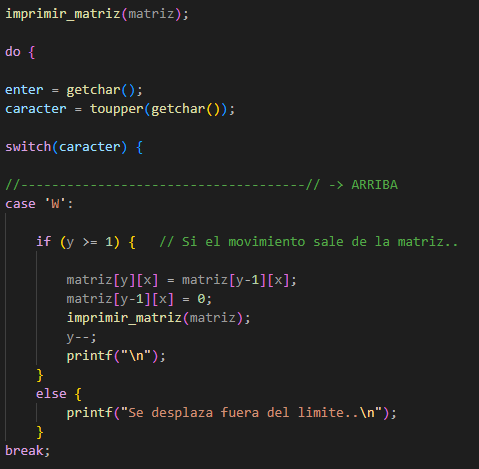 imprimir_matriz(matriz);
do {
enter = getchar();
caracter = toupper(getchar());
switch(caracter) {
//-------------------------------------// -> ARRIBA
case 'W':
if (y >= 1) {   // Si el movimiento sale de la matriz..
matriz[y][x] = matriz[y-1][x];
matriz[y-1][x] = 0;
imprimir_matriz(matriz);
y--;
printf("\n");
}
else {
printf("Se desplaza fuera del limite..\n");
}
break;